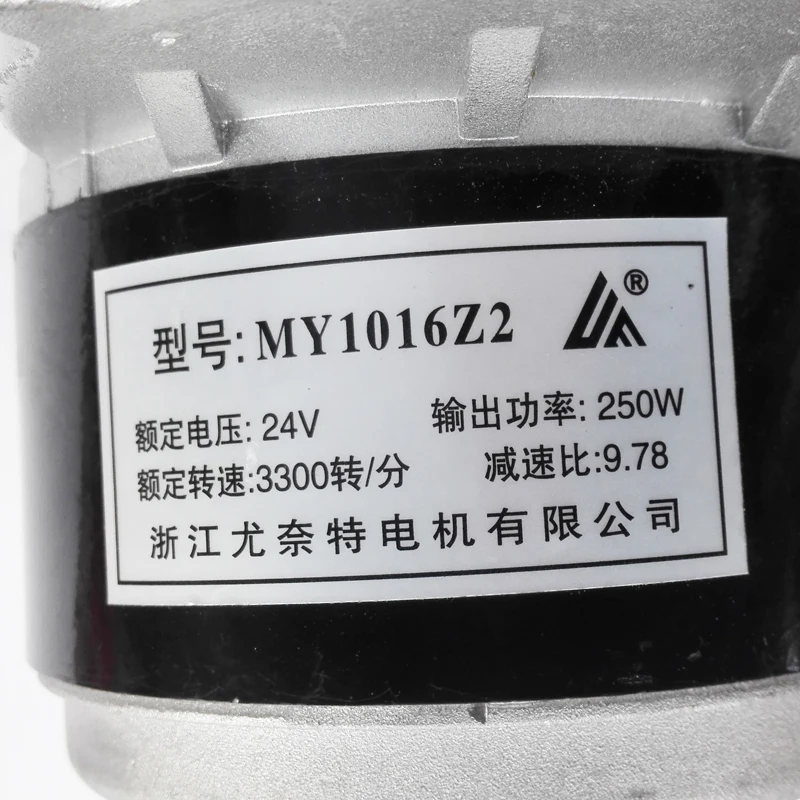 型号: MY1016Z2 ®
额定电压: 24V 输出功率: 250W
额定转速:3300转/分 减速比:9.78
浙江尤奈特电机有限公司